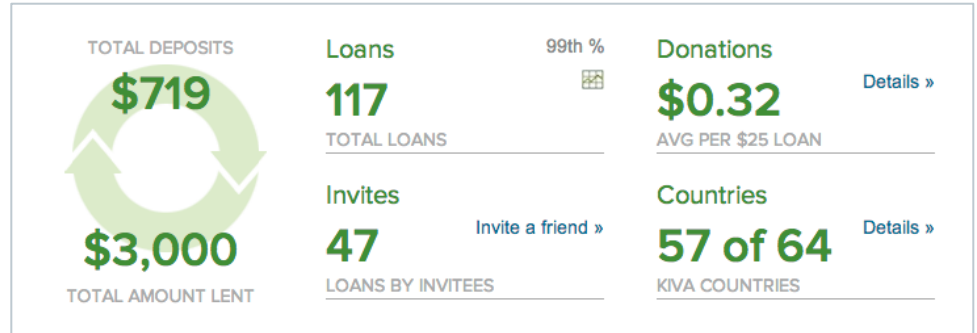 TOTAL DEPOSITS
$719
$3,000
TOTAL AMOUNT LENT
Loans
99th %
117
TOTAL LOANS
Donations
$0.32
Details »
AVG PER $25 LOAN
Invites
47
Invite a friend »
LOANS BY INVITEES
Countries
57 of 64
Details »
KIVA COUNTRIES